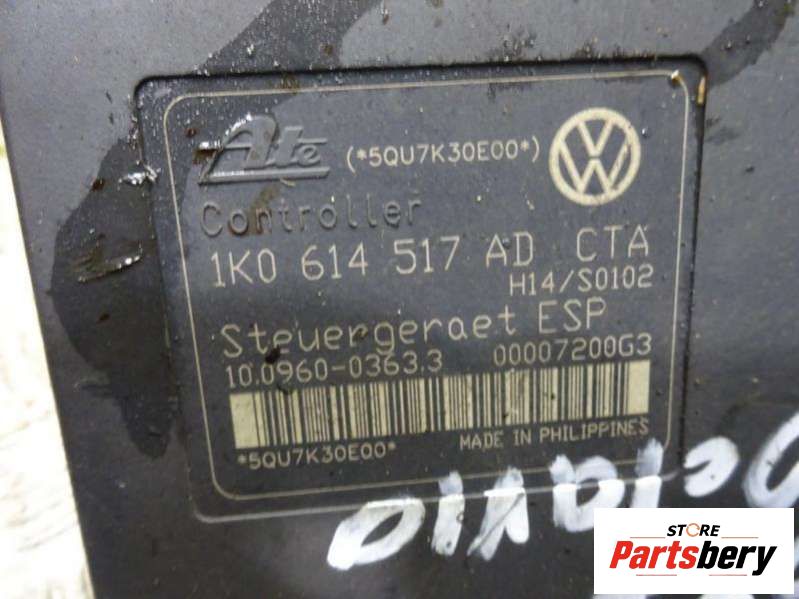 Ate (*5QU7K30E00*)
Controller
1K0 614 517 AD CTA
H14/S0102
Steuergeraet ESP
10.0960-0363.3 00007200G3
*5QU7K30E00* MADE IN PHILIPPINES
STORE
Partsbery